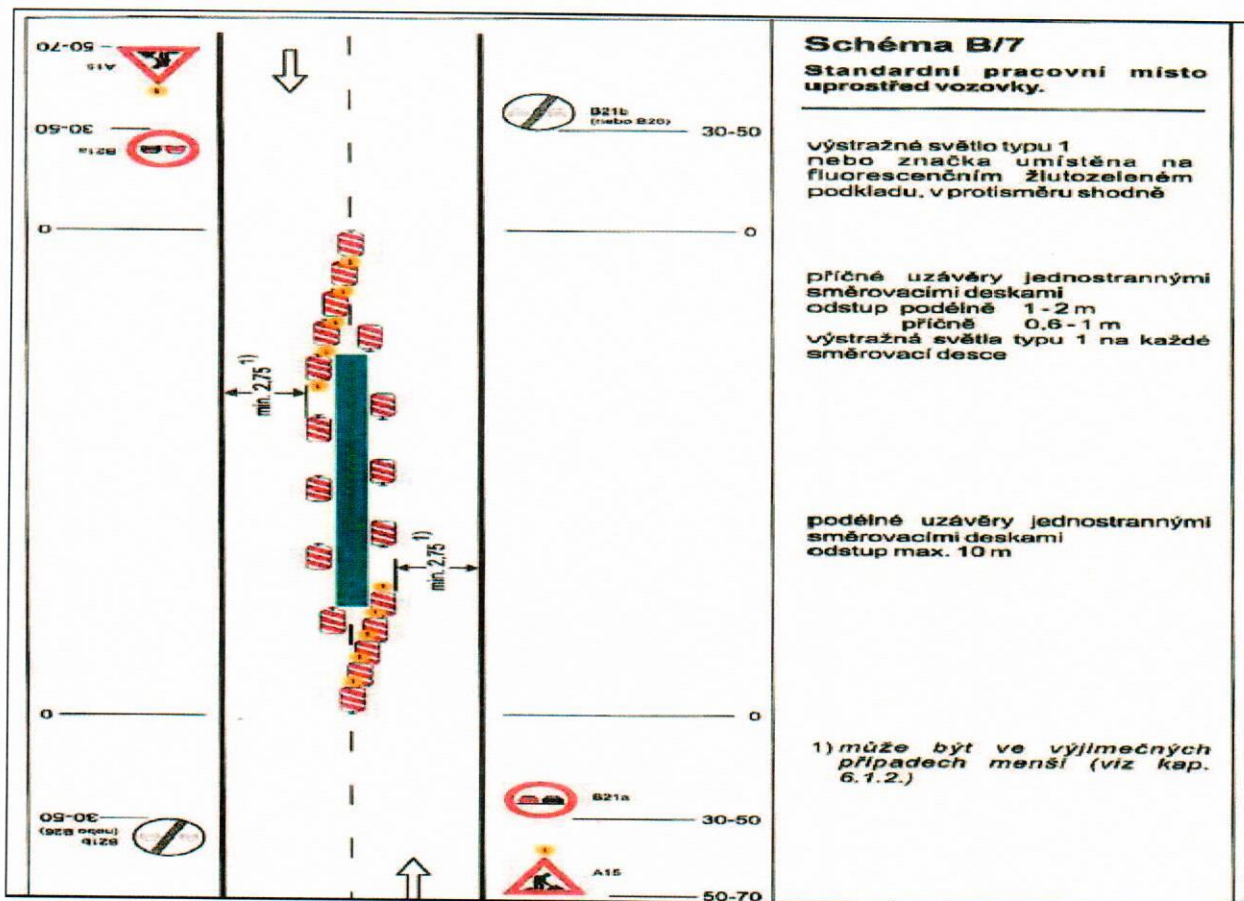 50-70
A15
30-50
B21a
0
min. 2,75 1)
0
30-50
B21b
(nebo B26)
B21b
(nebo B26)
30-50
0
min. 2,75 1)
0
B21a
30-50
A15
50-70
Schéma B/7
Standardní pracovní místo
uprostřed vozovky.
výstražné světlo typu 1
nebo značka umístěna na
fluorescenčním žlutozeleném
podkladu, v protisměru shodně
příčné uzávěry jednostrannými
směrovacími deskami
odstup podélně 1 - 2 m
příčně 0,6 - 1 m
výstražná světla typu 1 na každé
směrovací desce
podélné uzávěry jednostrannými
směrovacími deskami
odstup max. 10 m
1) může být ve výjimečných
případech menší (viz kap.
6.1.2.)